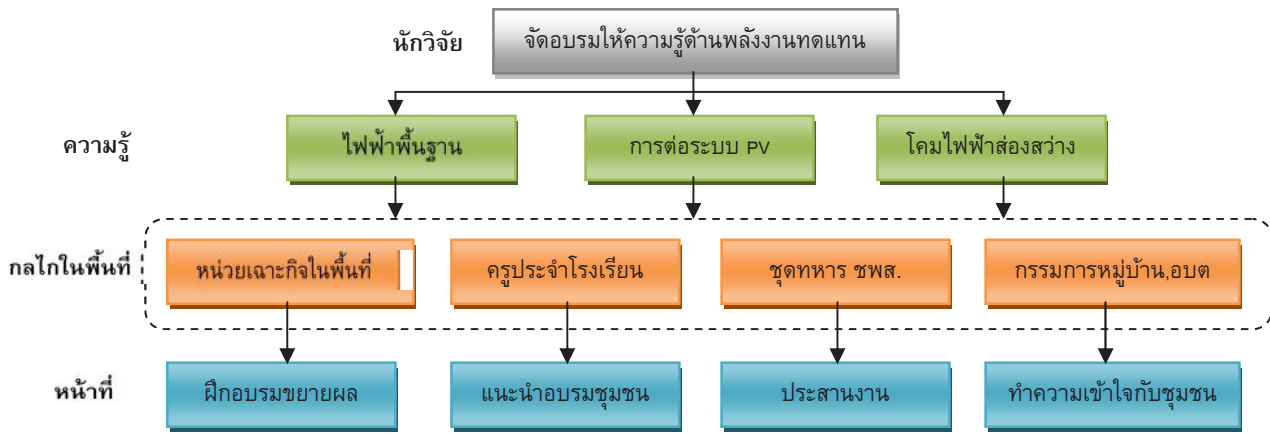 นักวิจัย
จัดอบรมให้ความรู้ด้านพลังงานทดแทน
ความรู้
ไฟฟ้าพื้นฐาน
การต่อระบบ PV
โคมไฟฟ้าส่องสว่าง
กลไกในพื้นที่
หน่วยเฉาะกิจในพื้นที่
ครูประจำโรงเรียน
ชุดทหาร ชพส.
กรรมการหมู่บ้าน,อบต
หน้าที่
ฝึกอบรมขยายผล
แนะนำอบรมชุมชน
ประสานงาน
ทำความเข้าใจกับชุมชน